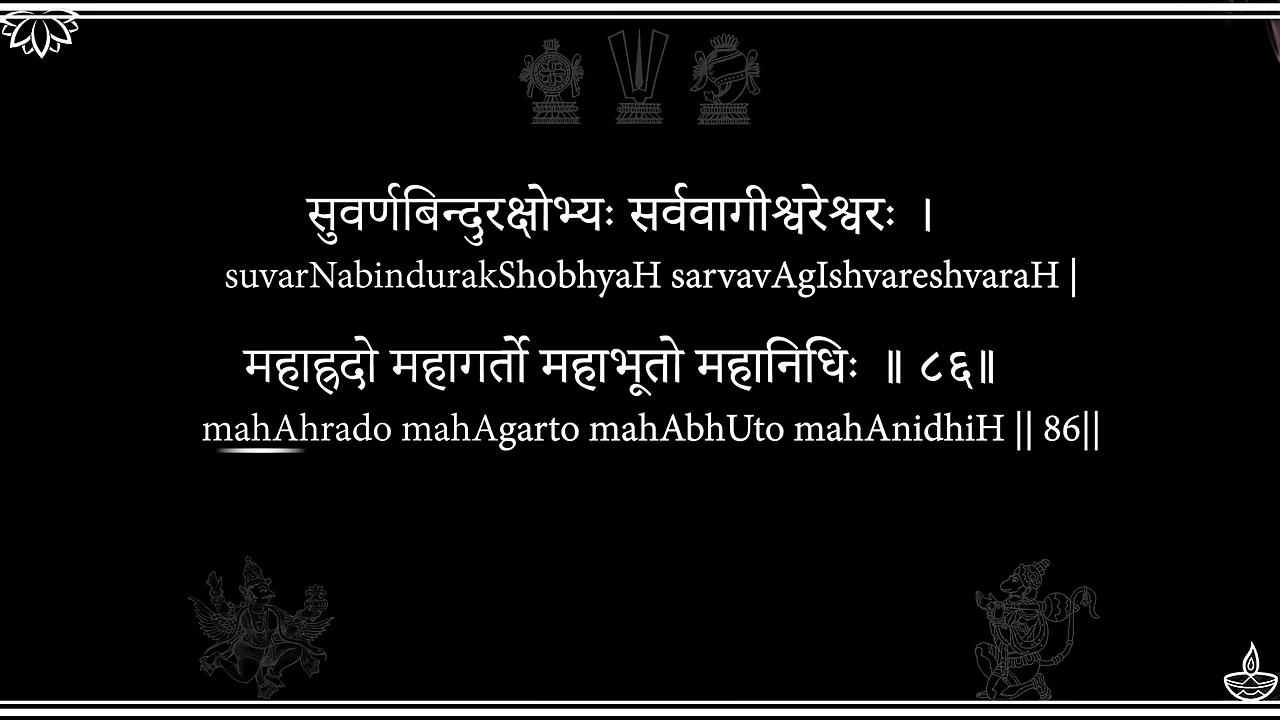 सुवर्णबिन्दुरक्षोभ्यः सर्ववागीश्वरेश्वरः ।
suvarNabindurakShobhyaH sarvavAgIshvareshvaraH |
महाह्रदो महागर्तो महाभूतो महानिधिः ॥ ८६॥
mahAhrado mahAgarto mahAbhUto mahAnidhiH || 86||